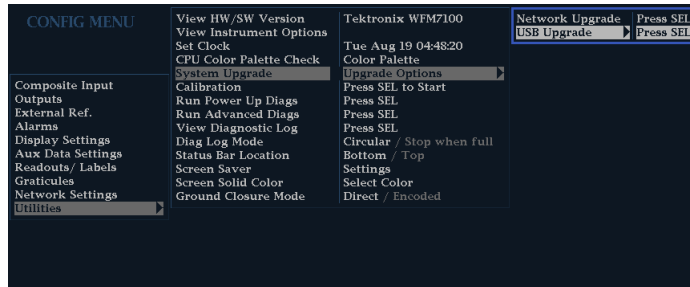 CONFIG MENU
Composite Input
Outputs
External Ref.
Alarms
Display Settings
Aux Data Settings
Readouts/ Labels
Graticules
Network Settings
Utilities
View HW/SW Version Tektronix WFM7100
View Instrument Options
Set Clock Tue Aug 19 04:48:20
CPU Color Palette Check Color Palette
System Upgrade Upgrade Options
Calibration Press SEL to Start
Run Power Up Diags Press SEL
Run Advanced Diags Press SEL
View Diagnostic Log Press SEL
Diag Log Mode Circular / Stop when full
Status Bar Location Bottom / Top
Screen Saver Settings
Screen Solid Color Select Color
Ground Closure Mode Direct / Encoded
Network Upgrade Press SEL
USB Upgrade Press SEL